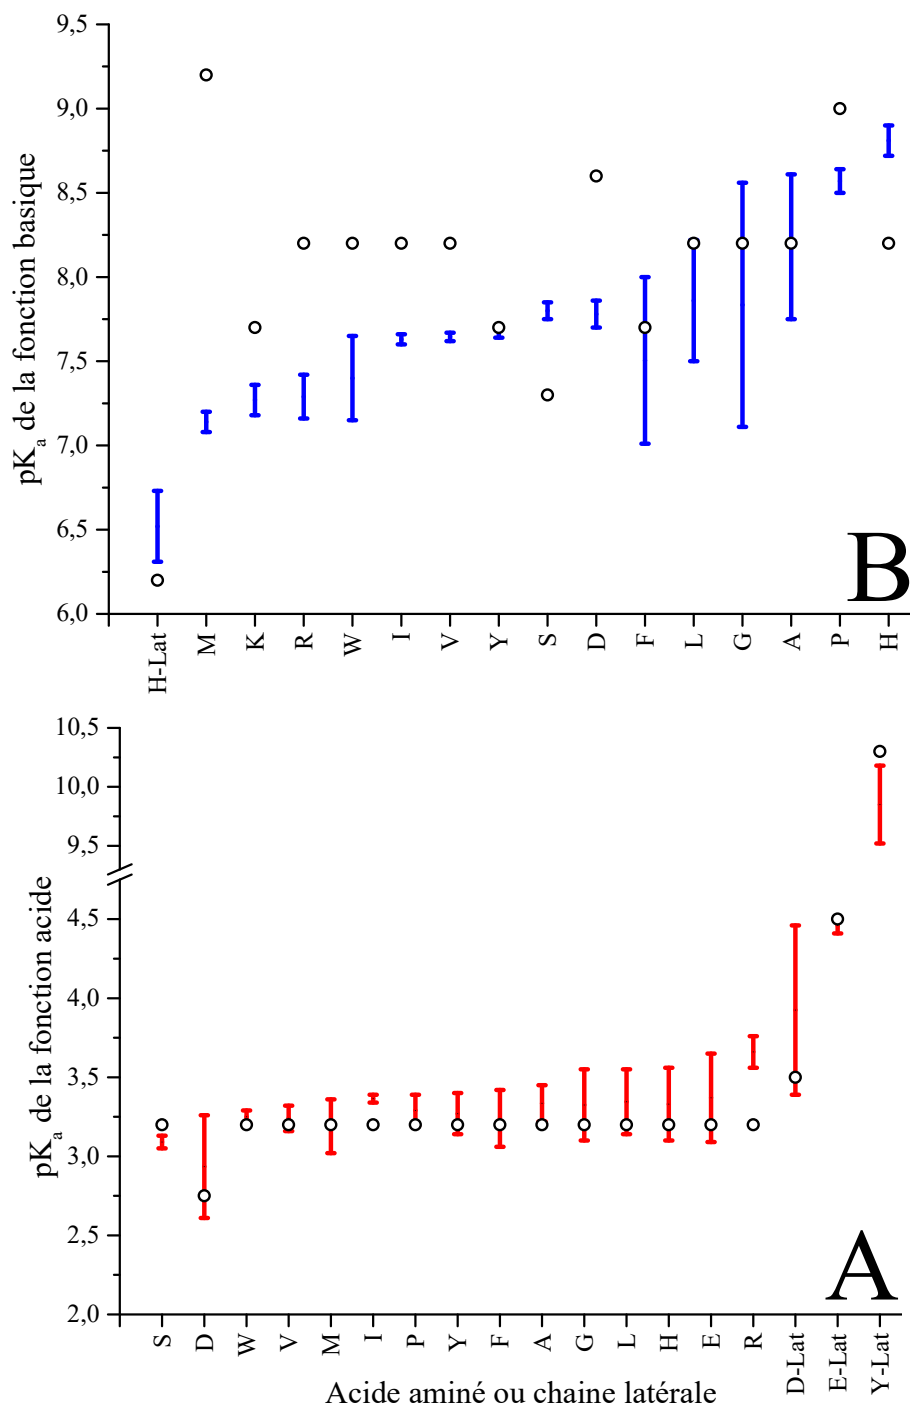 9,5
9,0
8,5
8,0
7,5
7,0
6,5
6,0
pKa de la fonction basique
B
H-Lat M K R W I V Y S D F L G A P H
10,5
10,0
9,5
4,5
4,0
3,5
3,0
2,5
2,0
pKa de la fonction acide
A
S D W V M I P Y F A G L H E R D-Lat E-Lat Y-Lat
Acide aminé ou chaine latérale